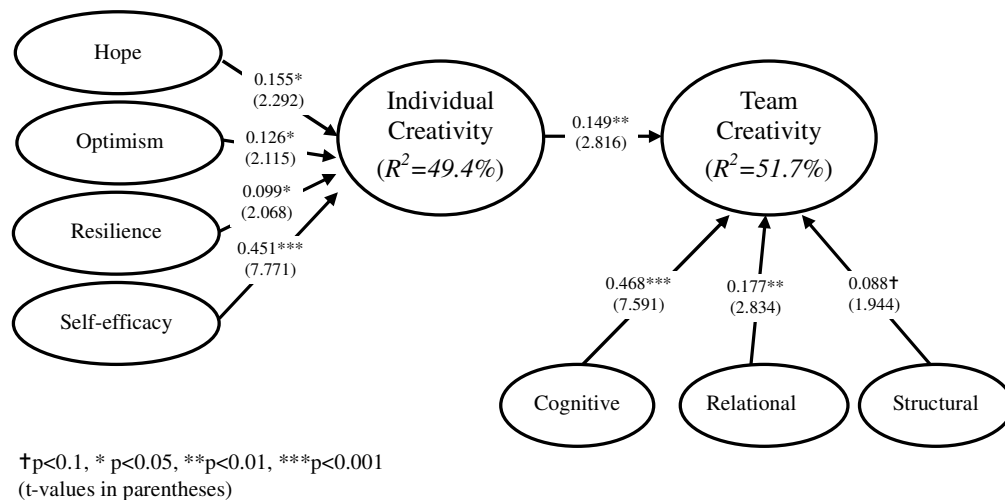 Hope
0.155*
(2.292)
Optimism
0.126*
(2.115)
Resilience
0.099*
(2.068)
Self-efficacy
0.451***
(7.771)
Individual
Creativity
(R²=49.4%)
0.149**
(2.816)
Team
Creativity
(R²=51.7%)
0.468***
(7.591)
0.177**
(2.834)
0.088†
(1.944)
Cognitive
Relational
Structural
†p<0.1, * p<0.05, **p<0.01, ***p<0.001
(t-values in parentheses)